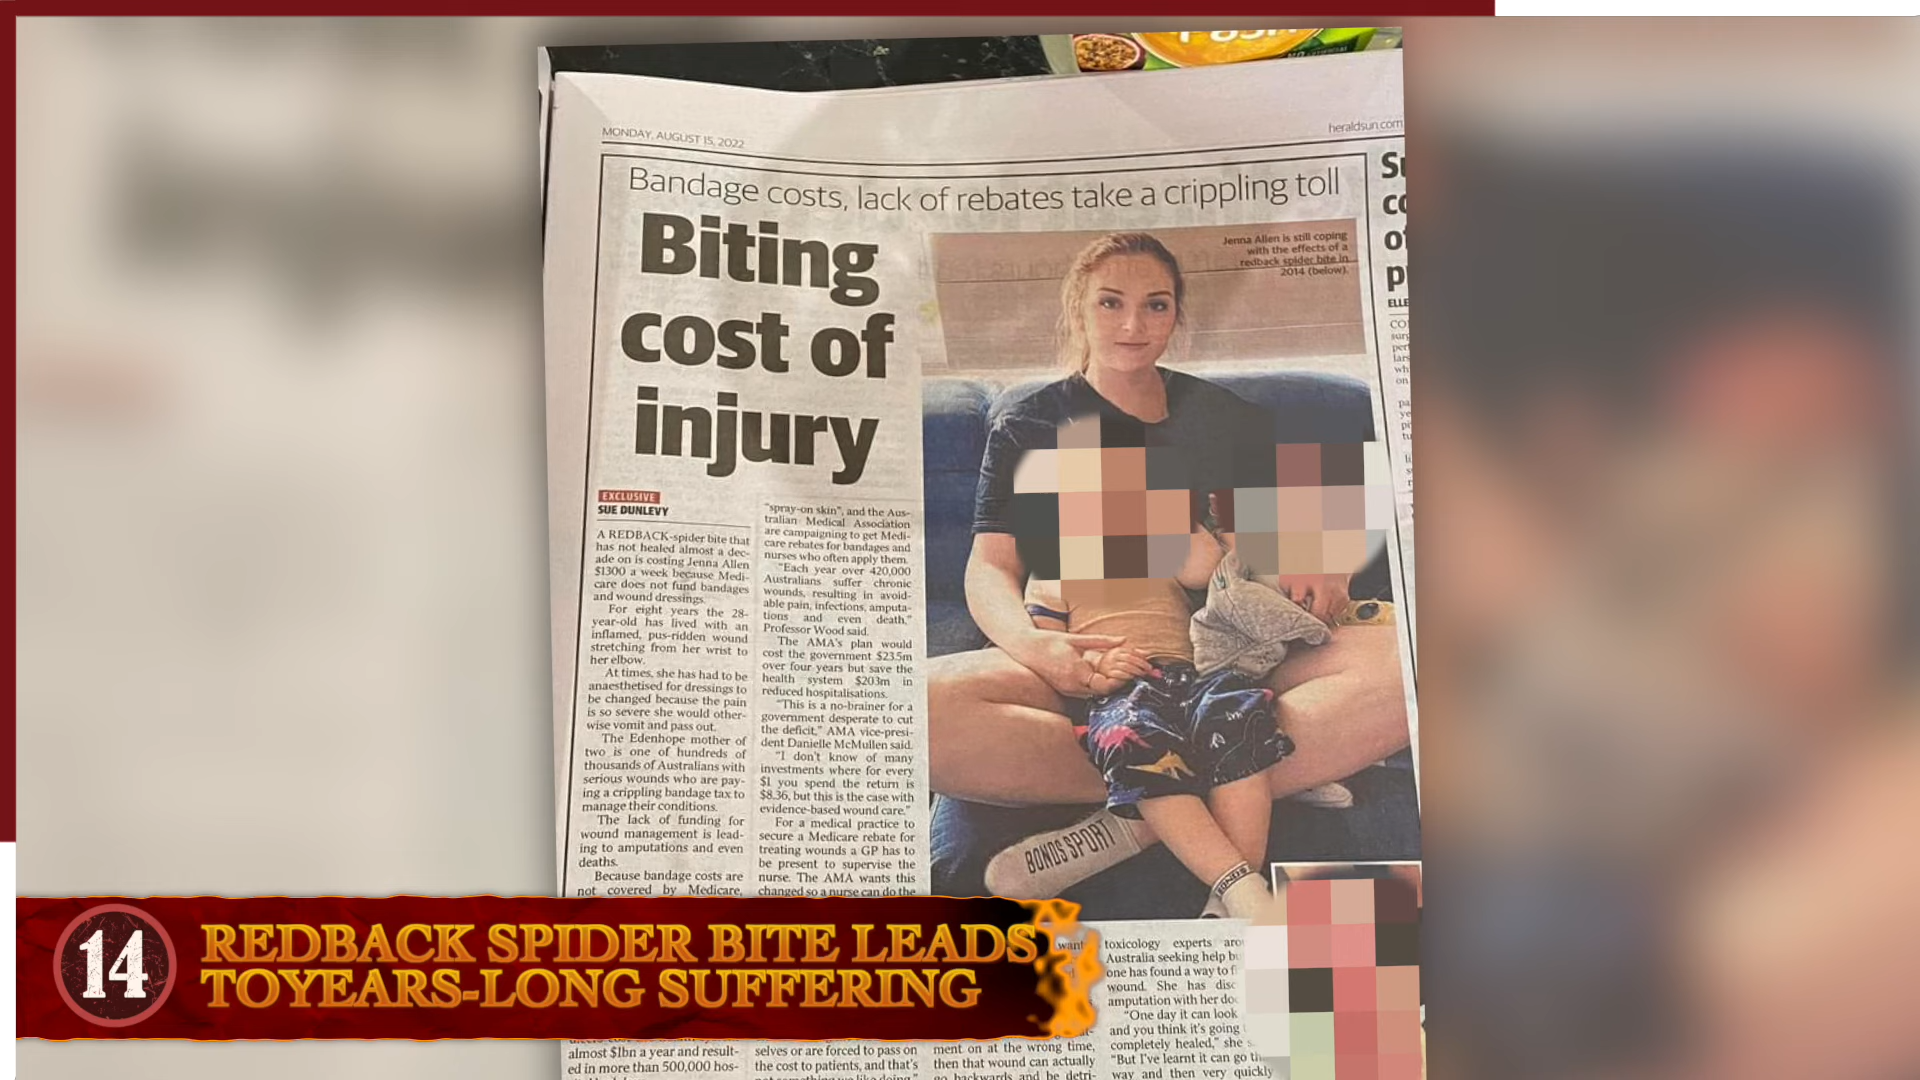 MONDAY, AUGUST 15, 2022
heraldsun.com
Bandage costs, lack of rebates take a crippling toll
Biting
cost of
injury
Jenna Allen is still coping
with the effects of a
redback spider bite in
2014 (below).
EXCLUSIVE
SUE DUNLEVY
A REDBACK-spider bite that
has not healed almost a dec-
ade on is costing Jenna Allen
$1300 a week because Medi-
care does not fund bandages
and wound dressings.
For eight years the 28-
year-old has lived with an
inflamed, pus-ridden wound
stretching from her wrist to
her elbow.
At times, she has had to be
anaesthetised for dressings to
be changed because the pain
is so severe she would other-
wise vomit and pass out.
The Edenhope mother of
two is one of hundreds of
thousands of Australians with
serious wounds who are pay-
ing a crippling bandage tax to
manage their conditions.
The lack of funding for
wound management is lead-
ing to amputations and even
deaths.
Because bandage costs are
not covered by Medicare,
almost $1bn a year and result-
ed in more than 500,000 hos-
"spray-on skin", and the Aus-
tralian Medical Association
are campaigning to get Medi-
care rebates for bandages and
nurses who often apply them.
"Each year over 420,000
Australians suffer chronic
wounds, resulting in avoid-
able pain, infections, amputa-
tions and even death,"
Professor Wood said.
The AMA's plan would
cost the government $23.5m
over four years but save the
health system $203m in
reduced hospitalisations.
"This is a no-brainer for a
government desperate to cut
the deficit," AMA vice-presi-
dent Danielle McMullen said.
"I don't know of many
investments where for every
$1 you spend the return is
$8.36, but this is the case with
evidence-based wound care."
For a medical practice to
secure a Medicare rebate for
treating wounds a GP has to
be present to supervise the
nurse. The AMA wants this
changed so a nurse can do the
selves or are forced to pass on
the cost to patients, and that's
want
ment on at the wrong time,
then that wound can actually
go backwards and be detri-
toxicology experts aro
Australia seeking help bu
one has found a way to fi
wound. She has disc
amputation with her do
"One day it can look
and you think it's going
completely healed," she s
"But I've learnt it can go th
way and then very quickly
BONDS SPORT
BONDS
ELLE
14
REDBACK SPIDER BITE LEADS
TOYEARS-LONG SUFFERING